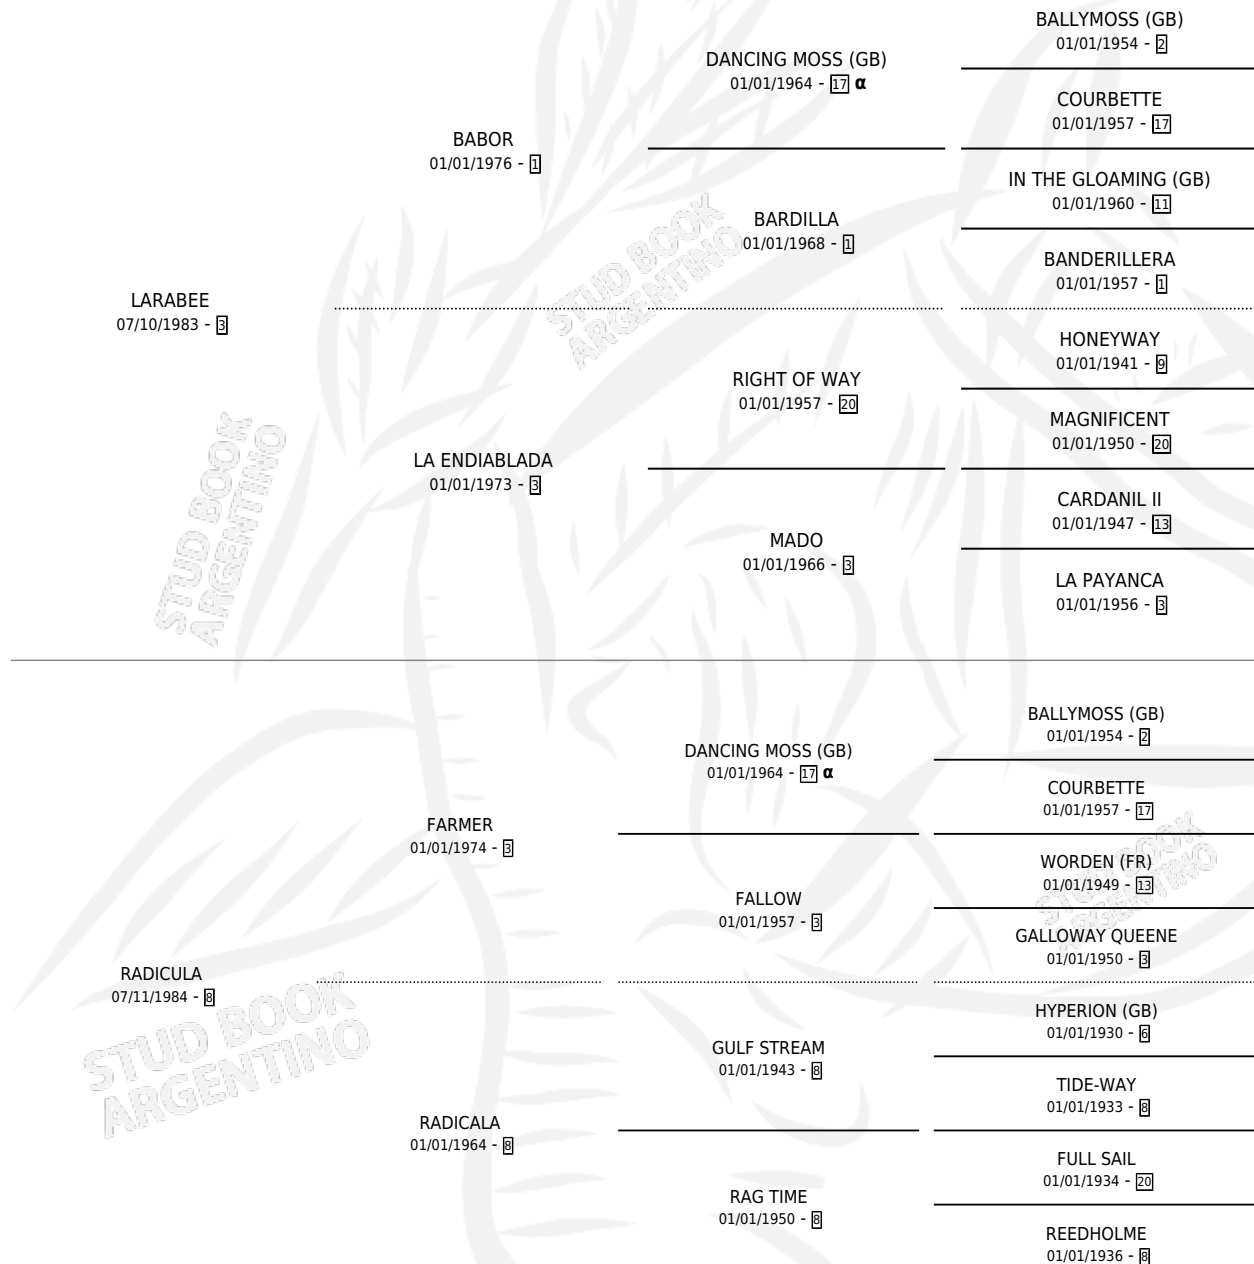 BALLYMOSS (GB)
01/01/1954 - 2
DANCING MOSS (GB)
01/01/1964 - 17 α
COURBETTE
01/01/1957 - 17
BABOR
01/01/1976 - 1
IN THE GLOAMING (GB)
01/01/1960 - 11
BARDILLA
01/01/1968 - 1
BANDERILLERA
01/01/1957 - 1
LARABEE
07/10/1983 - 3
HONEYWAY
01/01/1941 - 9
RIGHT OF WAY
01/01/1957 - 20
MAGNIFICENT
01/01/1950 - 20
LA ENDIABLADA
01/01/1973 - 3
CARDANIL II
01/01/1947 - 13
MADO
01/01/1966 - 3
LA PAYANCA
01/01/1956 - 3
BALLYMOSS (GB)
01/01/1954 - 2
DANCING MOSS (GB)
01/01/1964 - 17 α
COURBETTE
01/01/1957 - 17
FARMER
01/01/1974 - 3
WORDEN (FR)
01/01/1949 - 13
FALLOW
01/01/1957 - 3
GALLOWAY QUEENE
01/01/1950 - 3
RADICULA
07/11/1984 - 8
HYPERION (GB)
01/01/1930 - 6
GULF STREAM
01/01/1943 - 8
TIDE-WAY
01/01/1933 - 8
RADICALA
01/01/1964 - 8
FULL SAIL
01/01/1934 - 20
RAG TIME
01/01/1950 - 8
REEDHOLME
01/01/1936 - 8
STUD BOOK
ARGENTINO
STUD BOOK
ARGENTINO
STUD BOOK
ARGENTINO
STUD BOOK
ARGENTINO